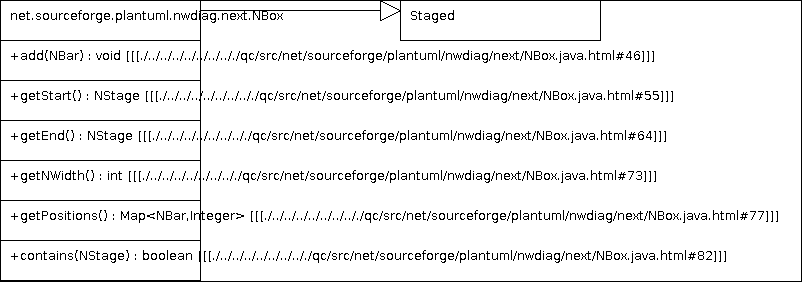 net.sourceforge.plantuml.nwdiag.next.NBox
Staged
+add(NBar) : void [[[./../../../../../../../../qc/src/net/sourceforge/plantuml/nwdiag/next/NBox.java.html#46]]]
+getStart() : NStage [[[./../../../../../../../../qc/src/net/sourceforge/plantuml/nwdiag/next/NBox.java.html#55]]]
+getEnd() : NStage [[[./../../../../../../../../qc/src/net/sourceforge/plantuml/nwdiag/next/NBox.java.html#64]]]
+getNWidth() : int [[[./../../../../../../../../qc/src/net/sourceforge/plantuml/nwdiag/next/NBox.java.html#73]]]
+getPositions() : Map<NBar,Integer> [[[./../../../../../../../../qc/src/net/sourceforge/plantuml/nwdiag/next/NBox.java.html#77]]]
+contains(NStage) : boolean [[[./../../../../../../../../qc/src/net/sourceforge/plantuml/nwdiag/next/NBox.java.html#82]]]